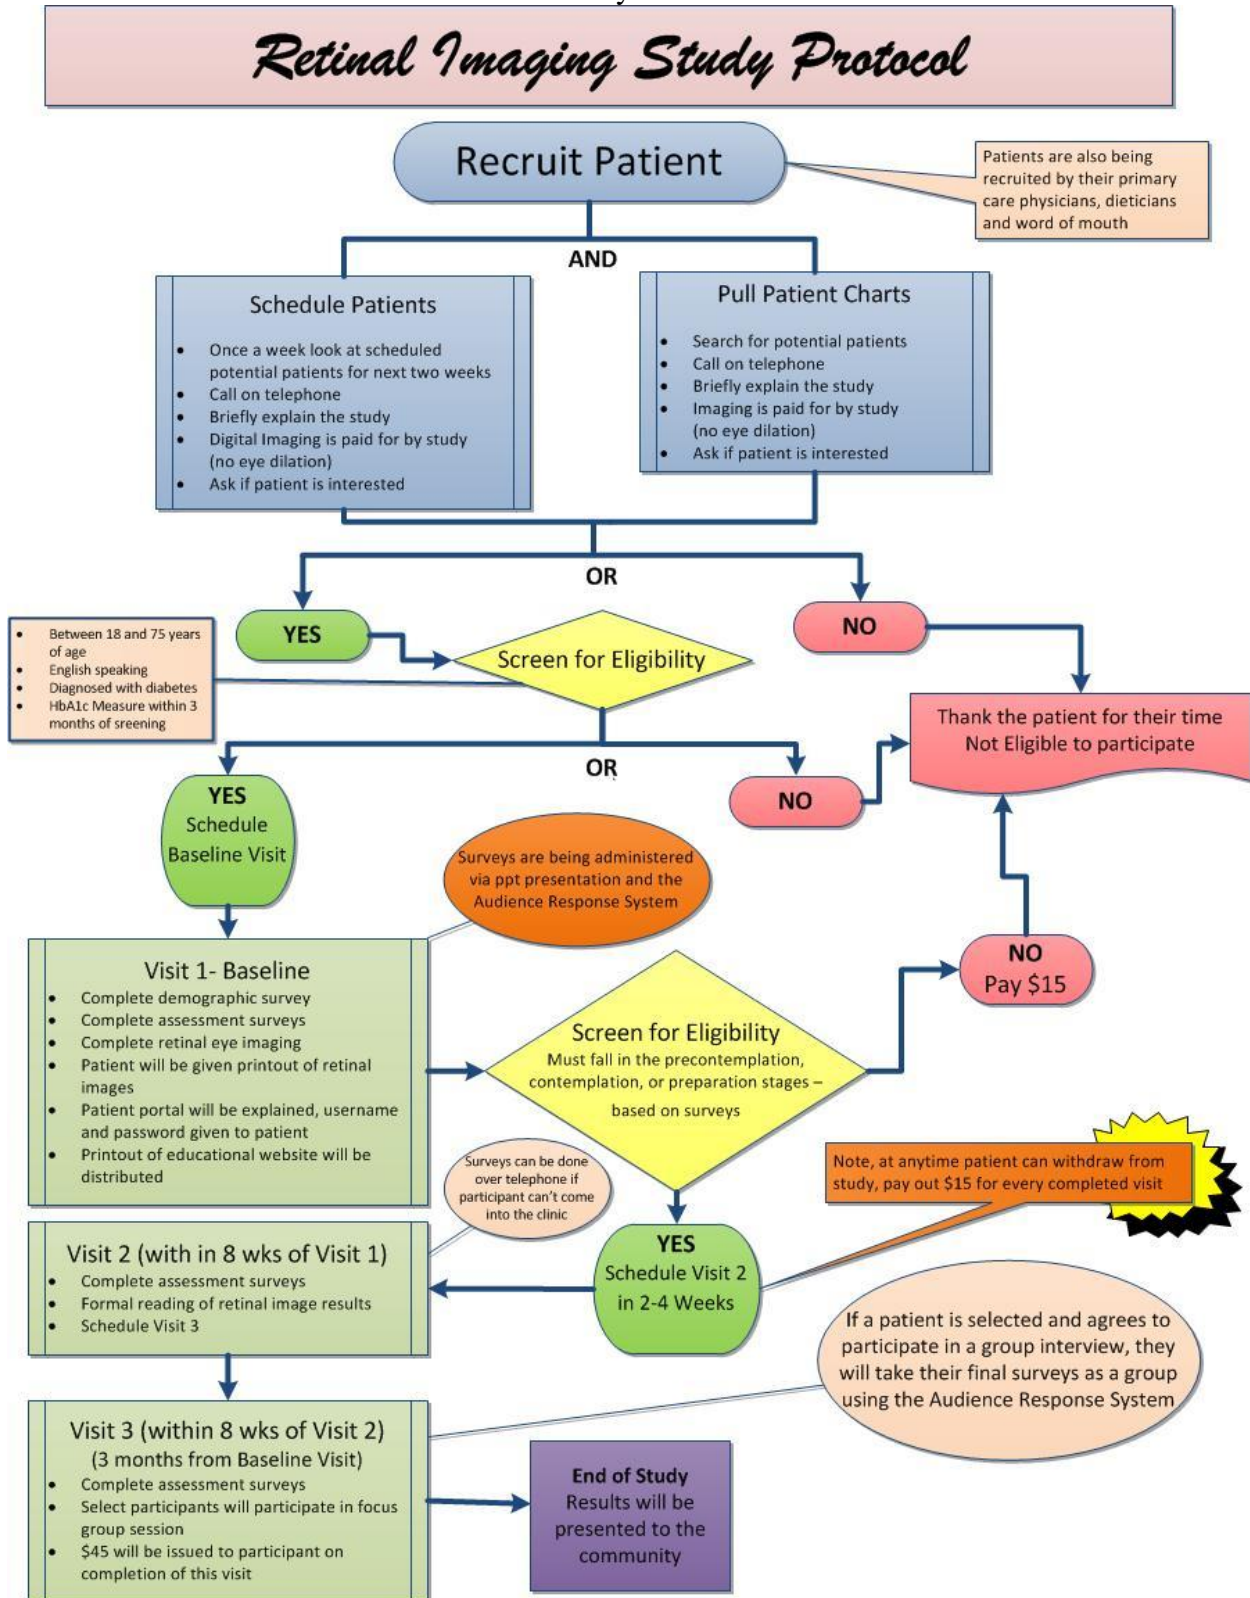 Retinal Imaging Study Protocol
Recruit Patient
Patients are also being
recruited by their primary
care physicians, dieticians
and word of mouth
AND
Schedule Patients
• Once a week look at scheduled
potential patients for next two weeks
• Call on telephone
• Briefly explain the study
• Digital Imaging is paid for by study
(no eye dilation)
• Ask if patient is interested
Pull Patient Charts
• Search for potential patients
• Call on telephone
• Briefly explain the study
• Imaging is paid for by study
(no eye dilation)
• Ask if patient is interested
OR
YES
NO
• Between 18 and 75 years
of age
• English speaking
• Diagnosed with diabetes
• HbA1c Measure within 3
months of sreening
Screen for Eligibility
Thank the patient for their time
Not Eligible to participate
OR
YES
Schedule
Baseline Visit
NO
Surveys are being administered
via ppt presentation and the
Audience Response System
Visit 1- Baseline
• Complete demographic survey
• Complete assessment surveys
• Complete retinal eye imaging
• Patient will be given printout of retinal
images
• Patient portal will be explained, username
and password given to patient
• Printout of educational website will be
distributed
Screen for Eligibility
Must fall in the precontemplation,
contemplation, or preparation stages –
based on surveys
NO
Pay $15
Surveys can be done
over telephone if
participant can't come
into the clinic
Note, at anytime patient can withdraw from
study, pay out $15 for every completed visit
YES
Schedule Visit 2
in 2-4 Weeks
Visit 2 (with in 8 wks of Visit 1)
• Complete assessment surveys
• Formal reading of retinal image results
• Schedule Visit 3
If a patient is selected and agrees to
participate in a group interview, they
will take their final surveys as a group
using the Audience Response System
Visit 3 (within 8 wks of Visit 2)
(3 months from Baseline Visit)
• Complete assessment surveys
• Select participants will participate in focus
group session
• $45 will be issued to participant on
completion of this visit
End of Study
Results will be
presented to the
community